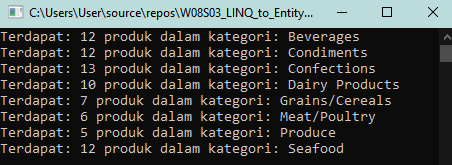 C:\Users\User\source\repos\W08S03_LINQ_to_Entity...
Terdapat: 12 produk dalam kategori: Beverages
Terdapat: 12 produk dalam kategori: Condiments
Terdapat: 13 produk dalam kategori: Confections
Terdapat: 10 produk dalam kategori: Dairy Products
Terdapat: 7 produk dalam kategori: Grains/Cereals
Terdapat: 6 produk dalam kategori: Meat/Poultry
Terdapat: 5 produk dalam kategori: Produce
Terdapat: 12 produk dalam kategori: Seafood